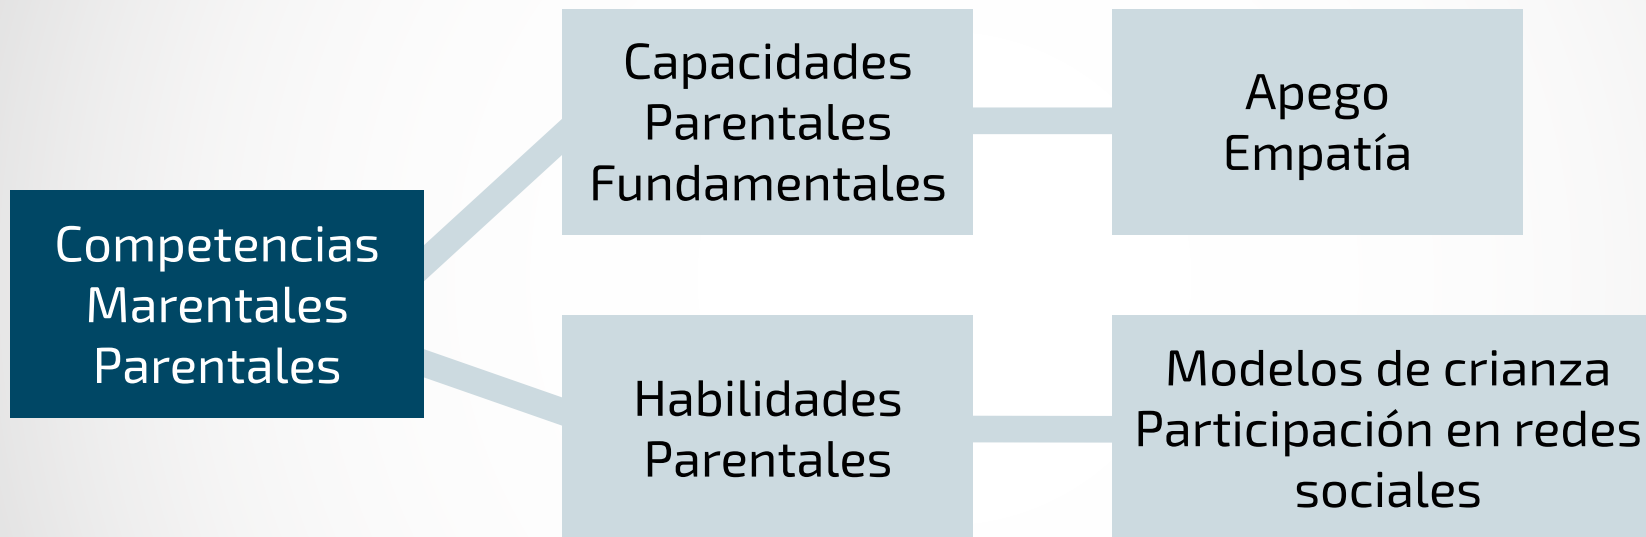 Competencias
Marentales
Parentales
Capacidades
Parentales
Fundamentales
Apego
Empatía
Habilidades
Parentales
Modelos de crianza
Participación en redes
sociales